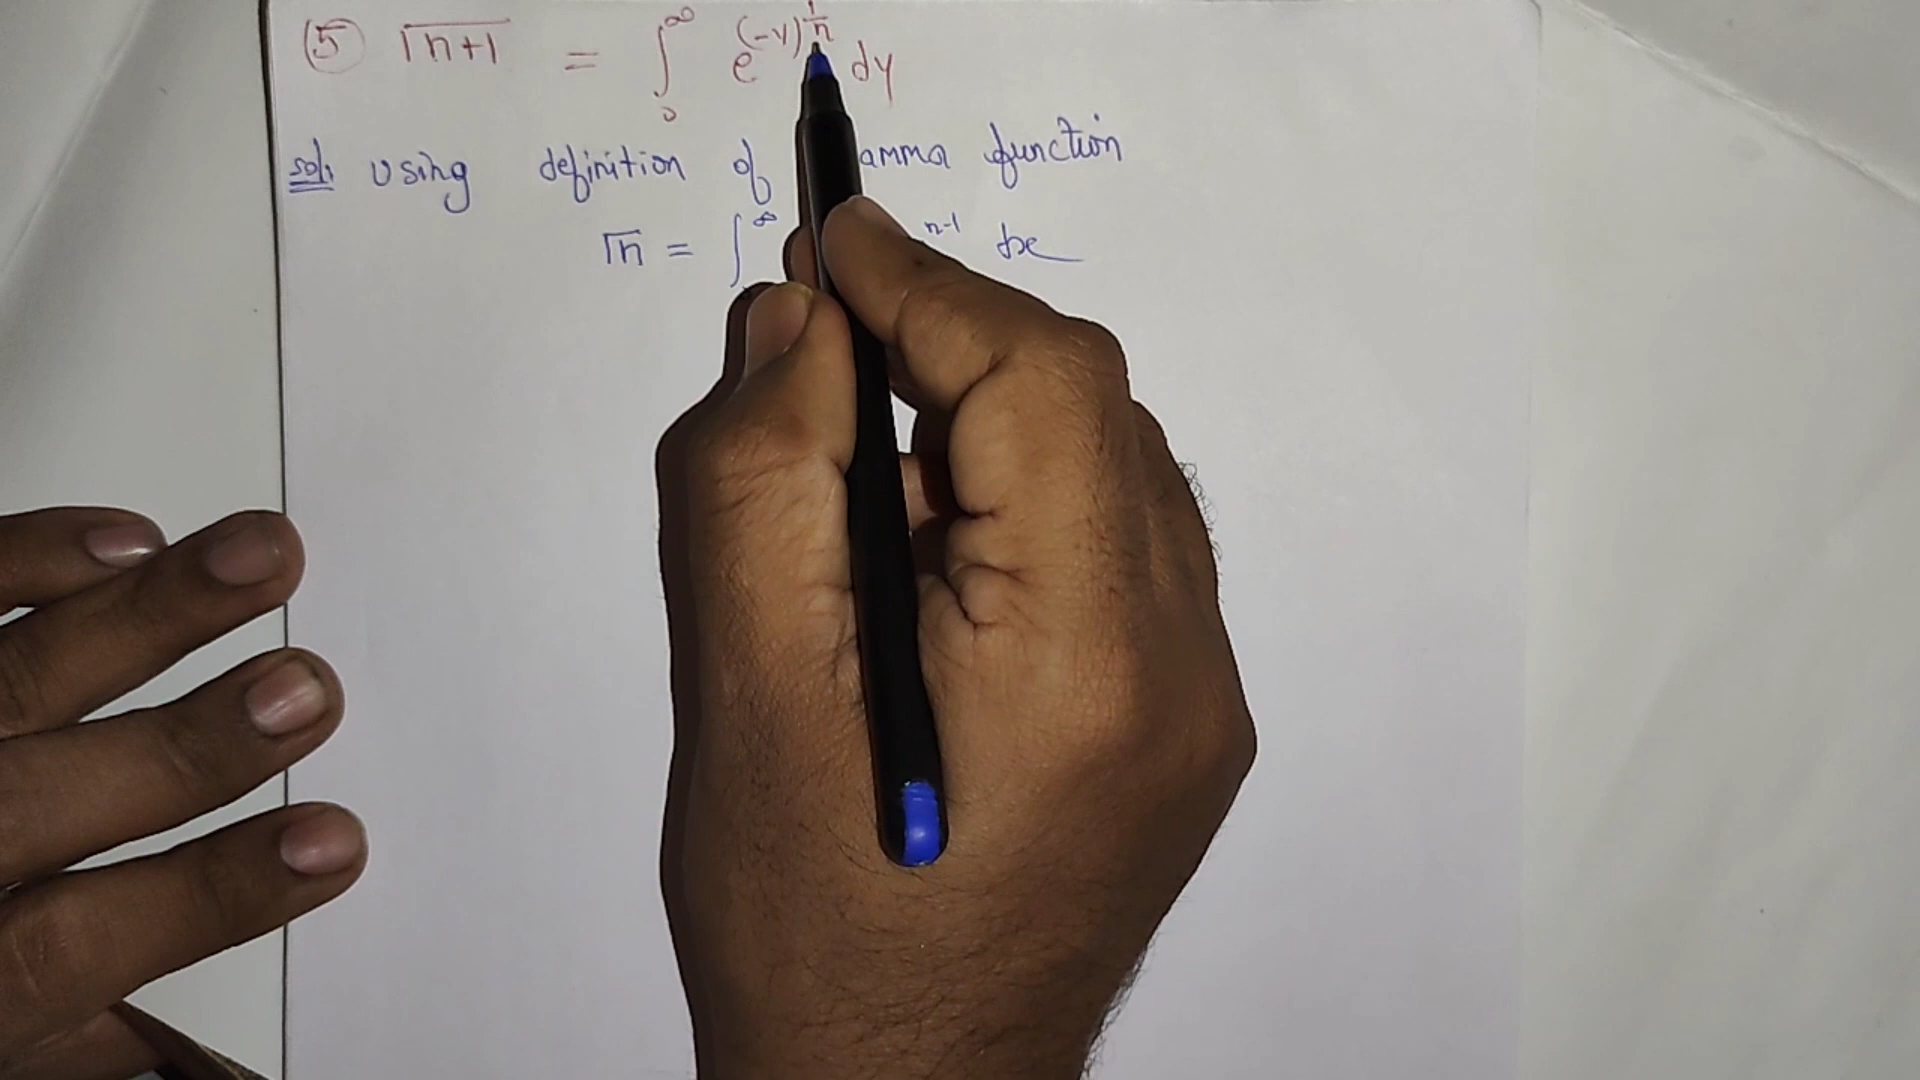 (5) Γn+1 = ∫₀^∞ e^(-y)^(1/n) dy
sol: Using definition of amma function
Γn = ∫^∞ n-1 dx